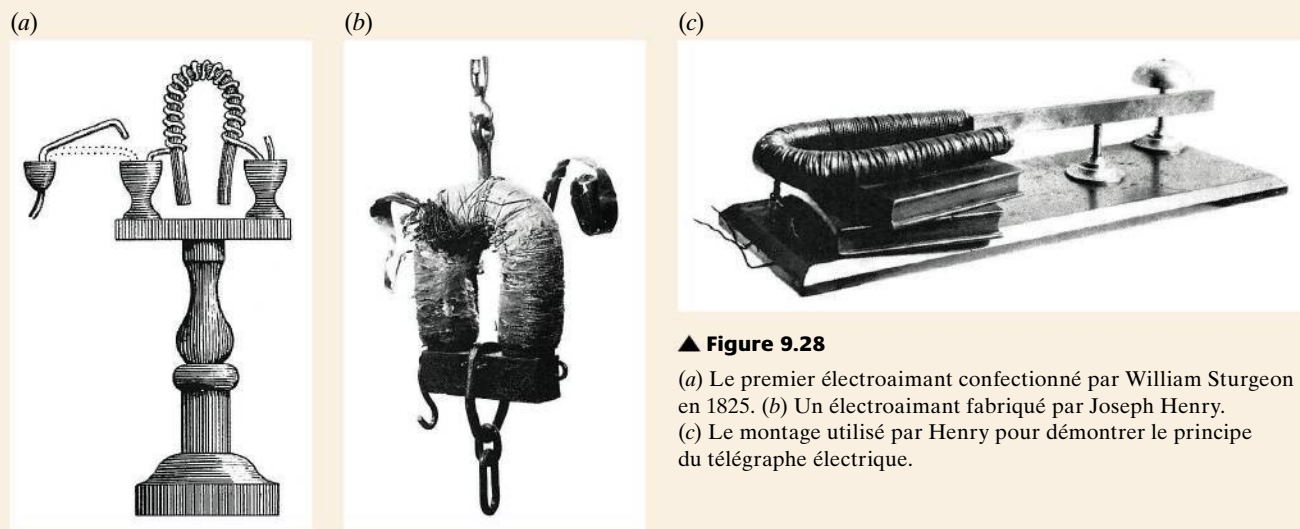 (a)
(b)
(c)
▲ Figure 9.28
(a) Le premier électroaimant confectionné par William Sturgeon
en 1825. (b) Un électroaimant fabriqué par Joseph Henry.
(c) Le montage utilisé par Henry pour démontrer le principe
du télégraphe électrique.